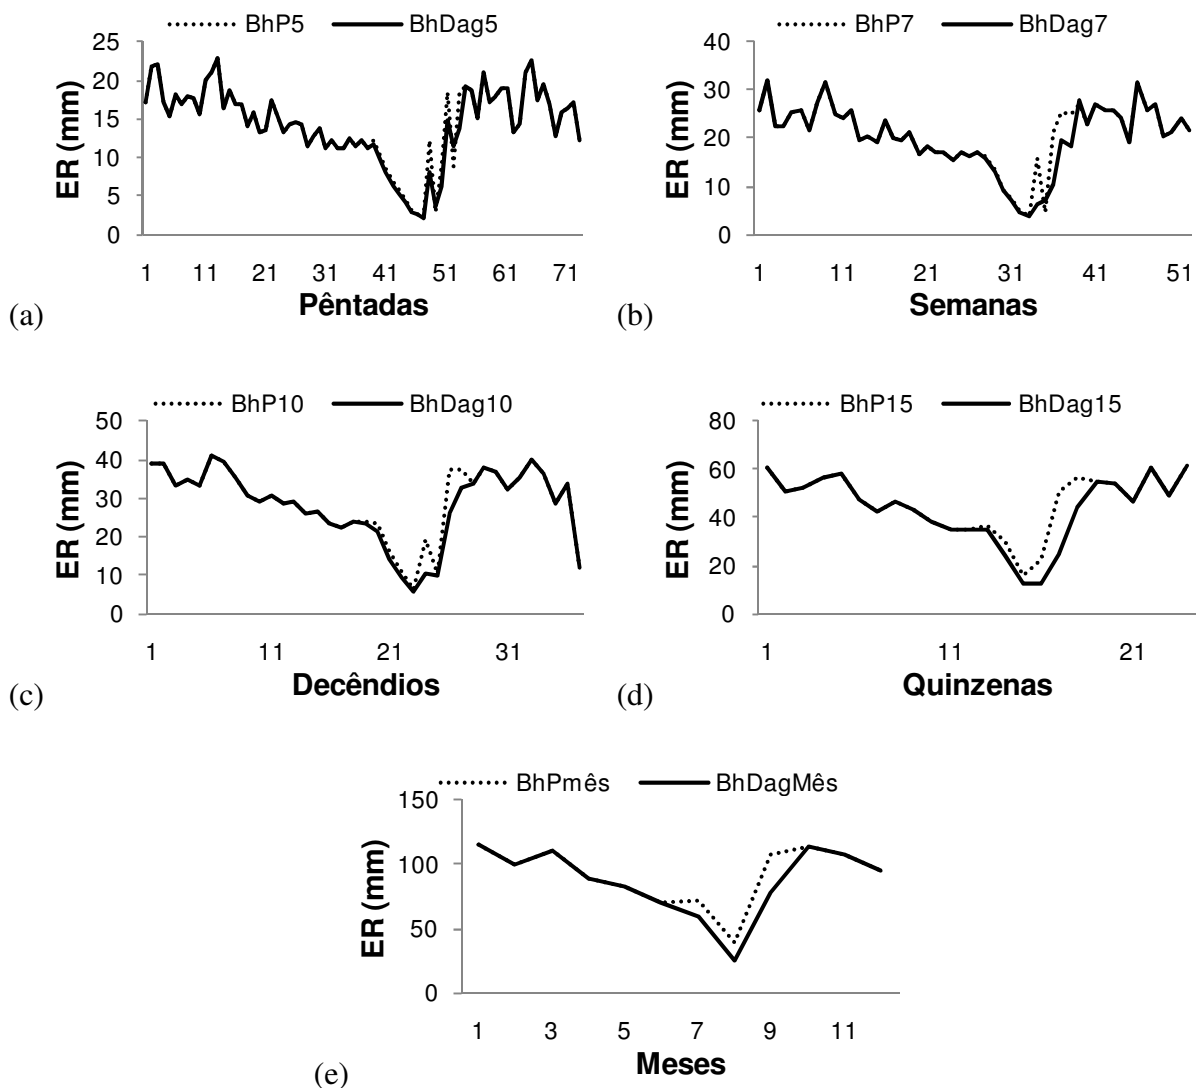 BhP5 BhDag5
25
20
15
10
5
0
ER (mm)
1 11 21 31 41 51 61 71
Pêntadas
(a)
BhP7 BhDag7
40
30
20
10
0
ER (mm)
1 11 21 31 41 51
Semanas
(b)
BhP10 BhDag10
50
40
30
20
10
0
ER (mm)
1 11 21 31
Decêndios
(c)
BhP15 BhDag15
80
60
40
20
0
ER (mm)
1 11 21
Quinzenas
(d)
BhPmês BhDagMês
150
100
50
0
ER (mm)
1 3 5 7 9 11
Meses
(e)